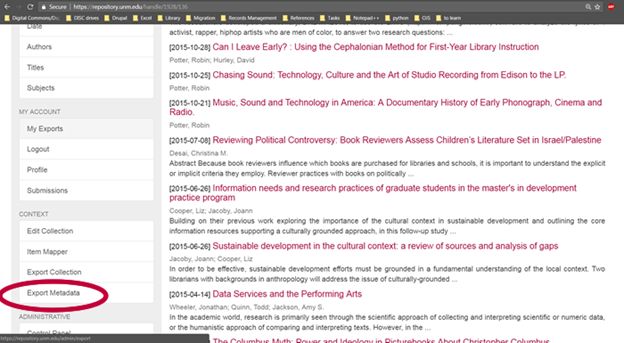 Secure | https://repository.unm.edu/handle/1928/136
Documents
DISC drives
Drupal
Excel
Library
Migration
Records Management
References
Tasks
Notepad++
python
OJS
to learn
Date
Authors
Titles
Subjects
MY ACCOUNT
My Exports
Logout
Profile
Submissions
CONTEXT
Edit Collection
Item Mapper
Export Collection
Export Metadata
ADMINISTRATIVE
Control Panel
https://repository.unm.edu/admin/export
activist, rapper, hiphop artists who are men of color, to answer two research questions: ...
[2015-10-28] Can I Leave Early? : Using the Cephalonian Method for First-Year Library Instruction
Potter, Robin; Hurley, David
[2015-10-25] Chasing Sound: Technology, Culture and the Art of Studio Recording from Edison to the LP.
Potter, Robin
[2015-10-21] Music, Sound and Technology in America: A Documentary History of Early Phonograph, Cinema and
Radio.
Potter, Robin
[2015-07-08] Reviewing Political Controversy: Book Reviewers Assess Children's Literature Set in Israel/Palestine
Desai, Christina M.
Abstract Because book reviewers influence which books are purchased for libraries and schools, it is important to understand the explicit
or implicit criteria they employ. Reviewer practices with books on politically ...
[2015-06-26] Information needs and research practices of graduate students in the master's in development
practice program
Cooper, Liz; Jacoby, Joann
Building on their previous work exploring the importance of the cultural context in sustainable development and outlining the core
information resources supporting a culturally grounded approach, in this follow-up study ...
[2015-06-26] Sustainable development in the cultural context: a review of sources and analysis of gaps
Jacoby, Joann; Cooper, Liz
In order to be effective, sustainable development efforts must be grounded in a fundamental understanding of the local context. Two
librarians with backgrounds in anthropology will address the issue of culturally-grounded ...
[2015-04-14] Data Services and the Performing Arts
Wheeler, Jonathan; Quinn, Todd; Jackson, Amy S.
In the academic world, research is primarily seen through the scientific approach of collecting and interpreting scientific or numeric data,
or the humanistic approach of comparing and interpreting texts. However, in the ...
The Columbus Myth: Power and Ideology in Picturebooks About Christopher Columbus